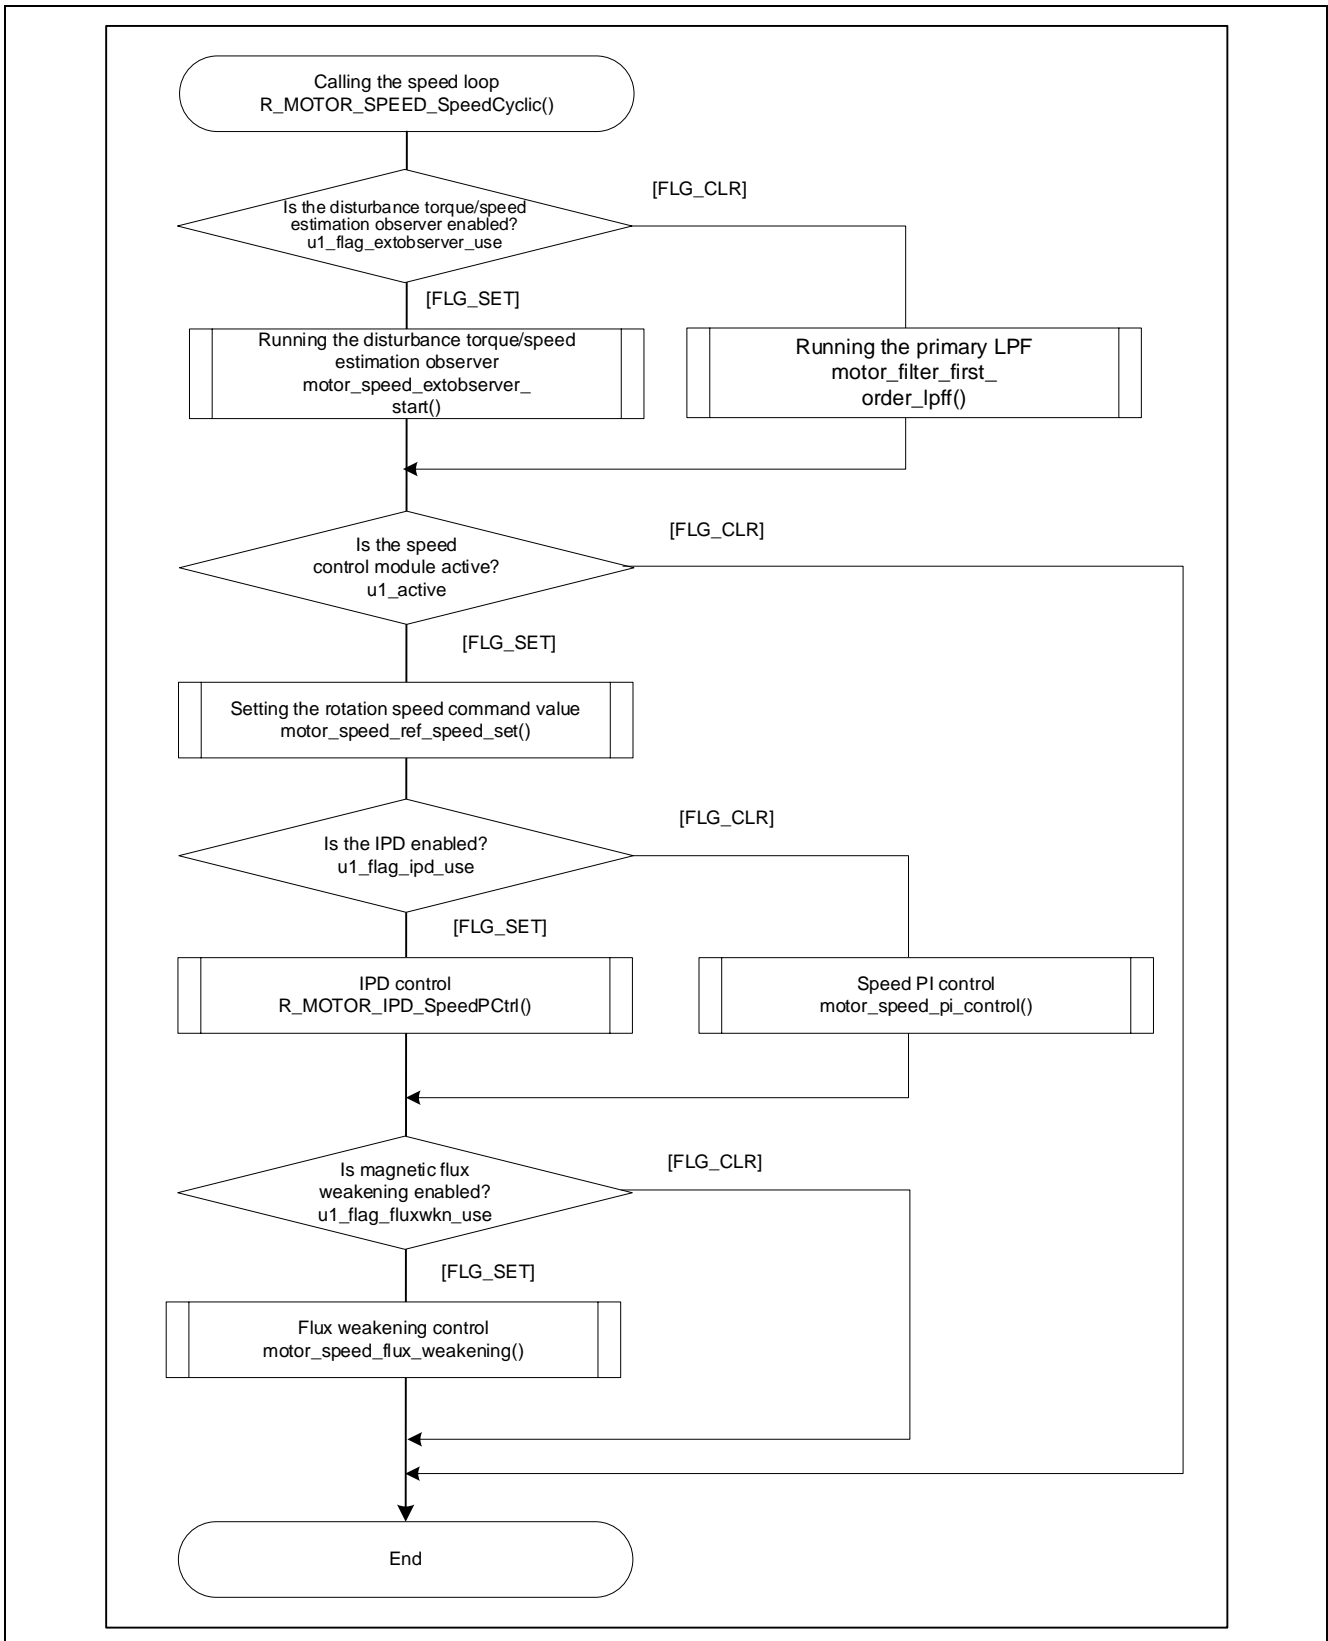 Calling the speed loop
R_MOTOR_SPEED_SpeedCyclic()
[FLG_CLR]
Is the disturbance torque/speed
estimation observer enabled?
u1_flag_extobserver_use
[FLG_SET]
Running the disturbance torque/speed
estimation observer
motor_speed_extobserver_
start()
Running the primary LPF
motor_filter_first_
order_lpff()
[FLG_CLR]
Is the speed
control module active?
u1_active
[FLG_SET]
Setting the rotation speed command value
motor_speed_ref_speed_set()
[FLG_CLR]
Is the IPD enabled?
u1_flag_ipd_use
[FLG_SET]
IPD control
R_MOTOR_IPD_SpeedPCtrl()
Speed PI control
motor_speed_pi_control()
[FLG_CLR]
Is magnetic flux
weakening enabled?
u1_flag_fluxwkn_use
[FLG_SET]
Flux weakening control
motor_speed_flux_weakening()
End